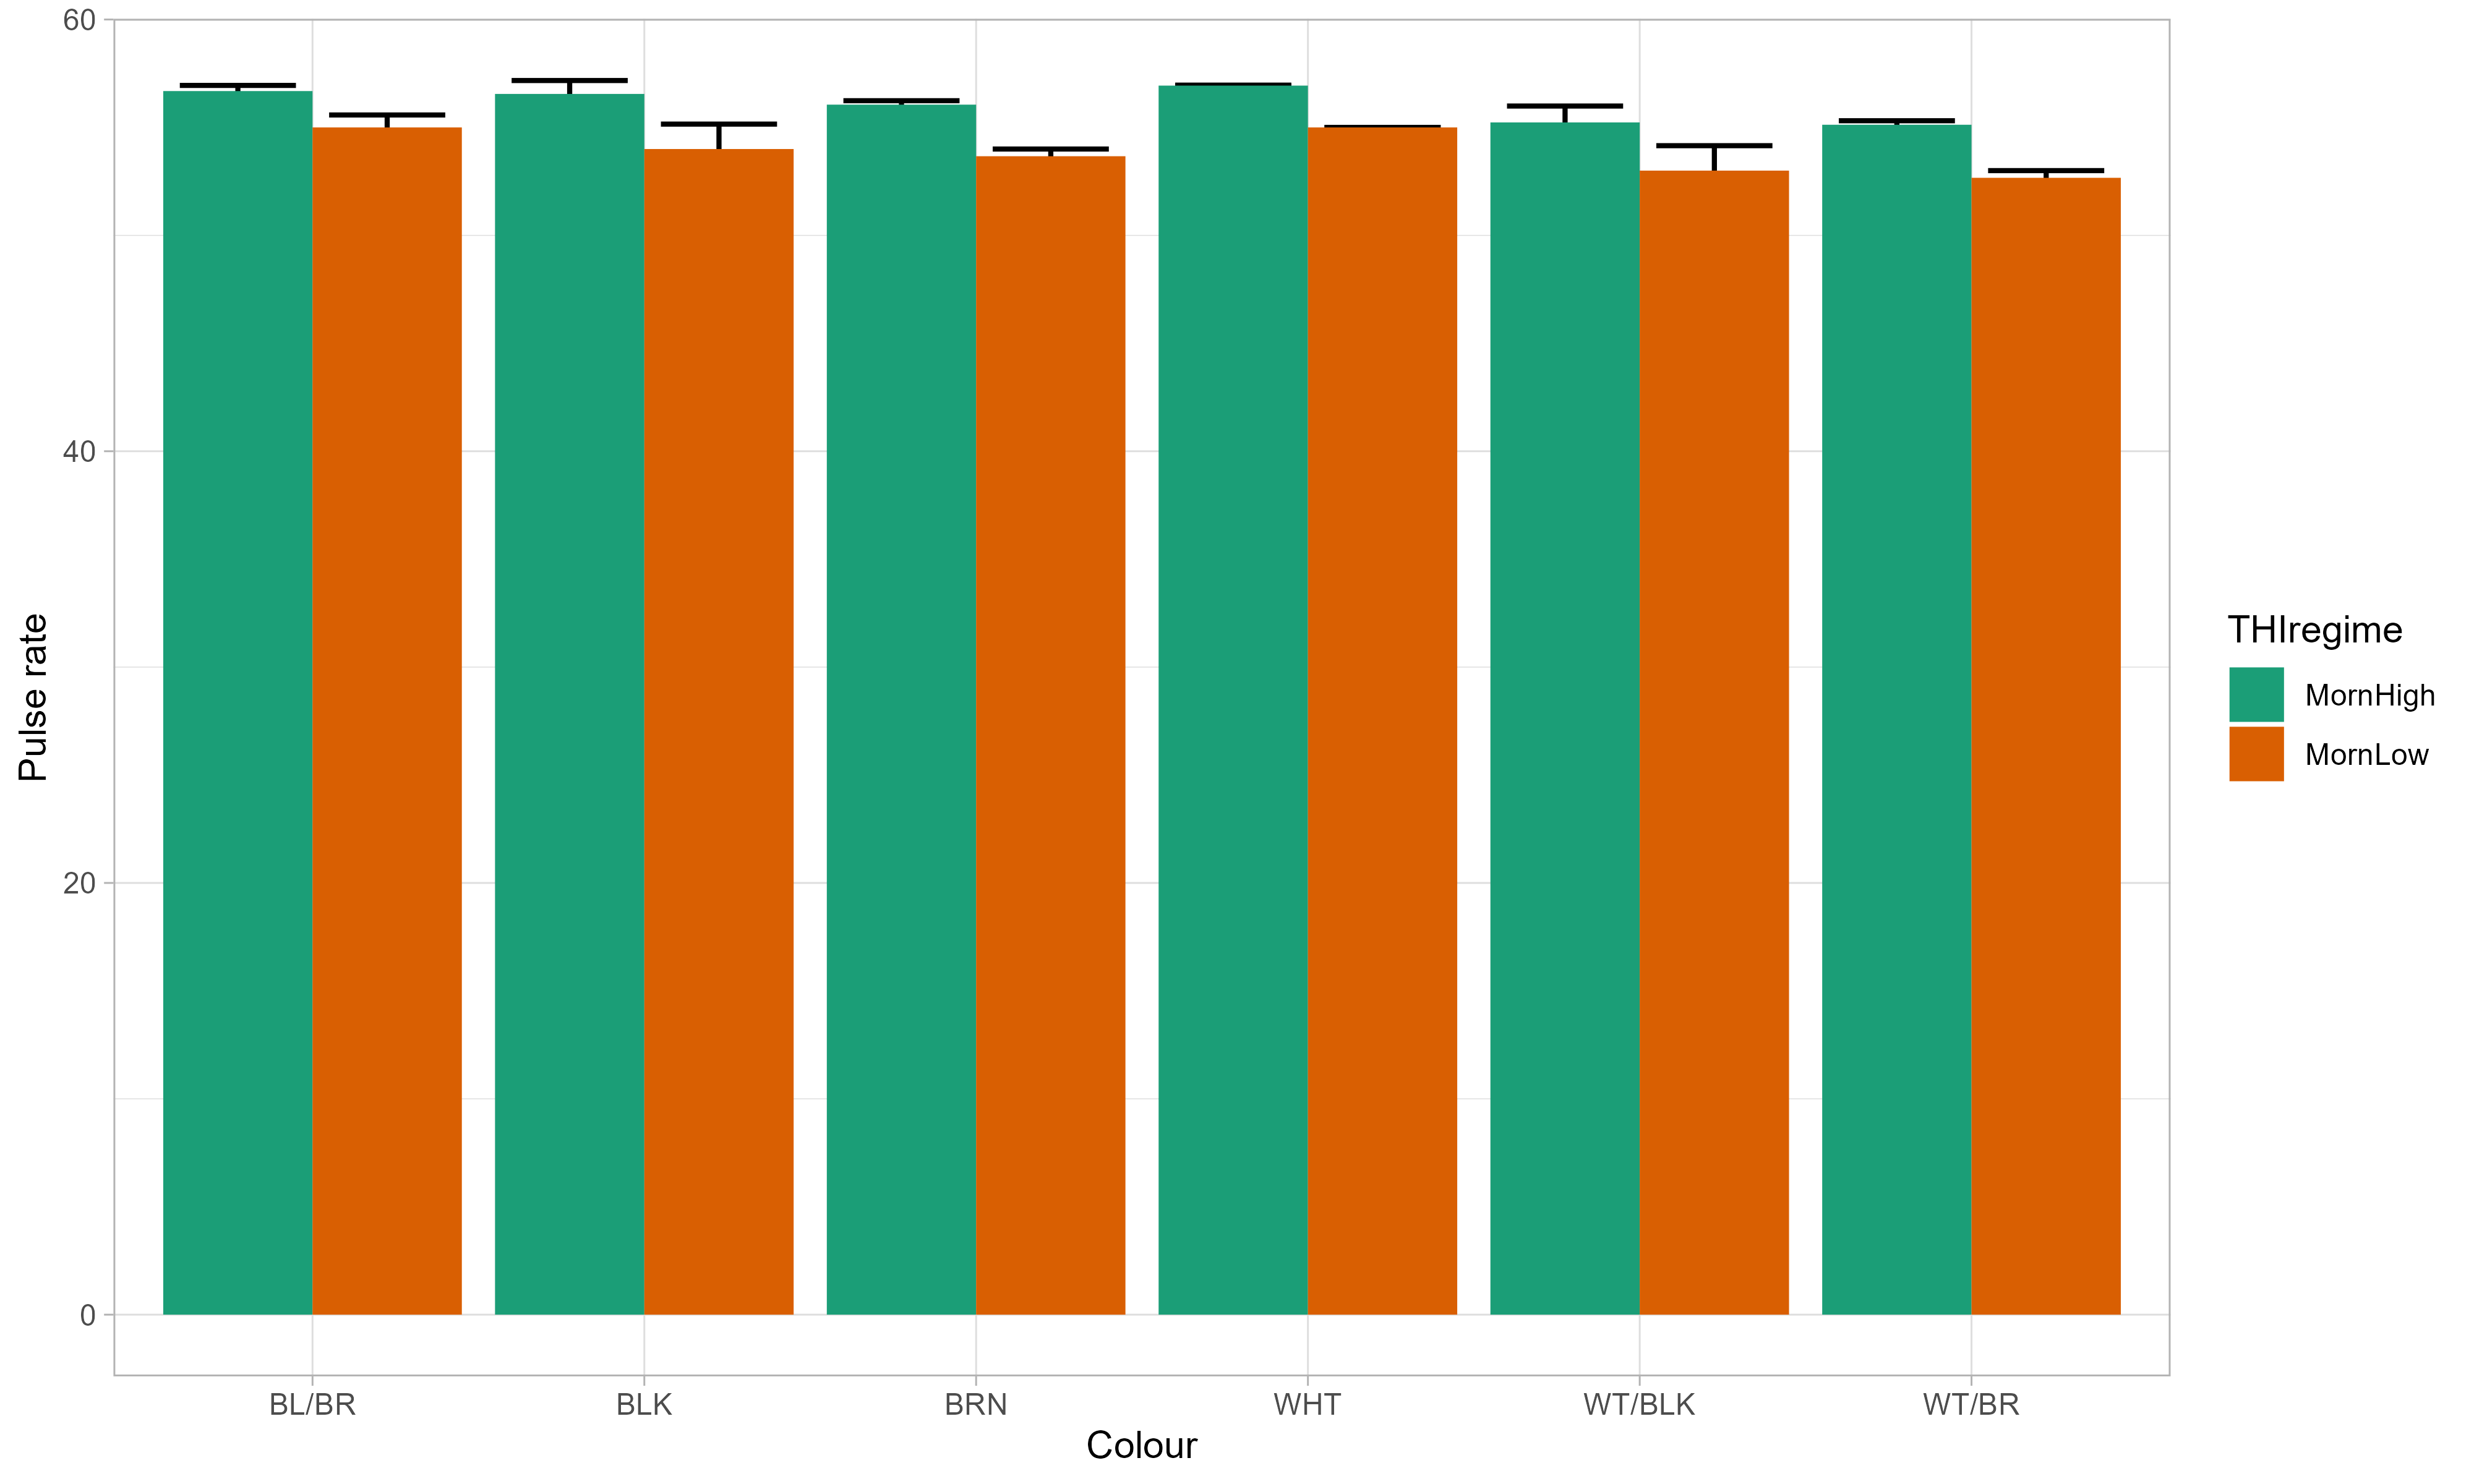 60
40
20
0
Pulse rate
BL/BR BLK BRN WHT WT/BLK WT/BR
Colour
THIregime
MornHigh
MornLow